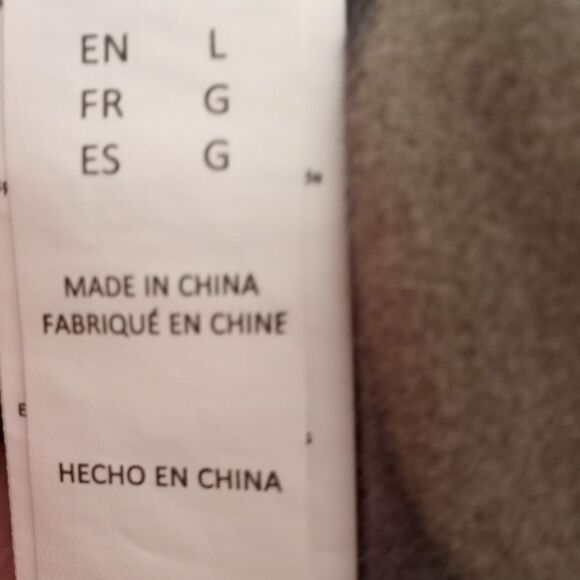 EN L
FR G
ES G
MADE IN CHINA
FABRIQUÉ EN CHINE
HECHO EN CHINA